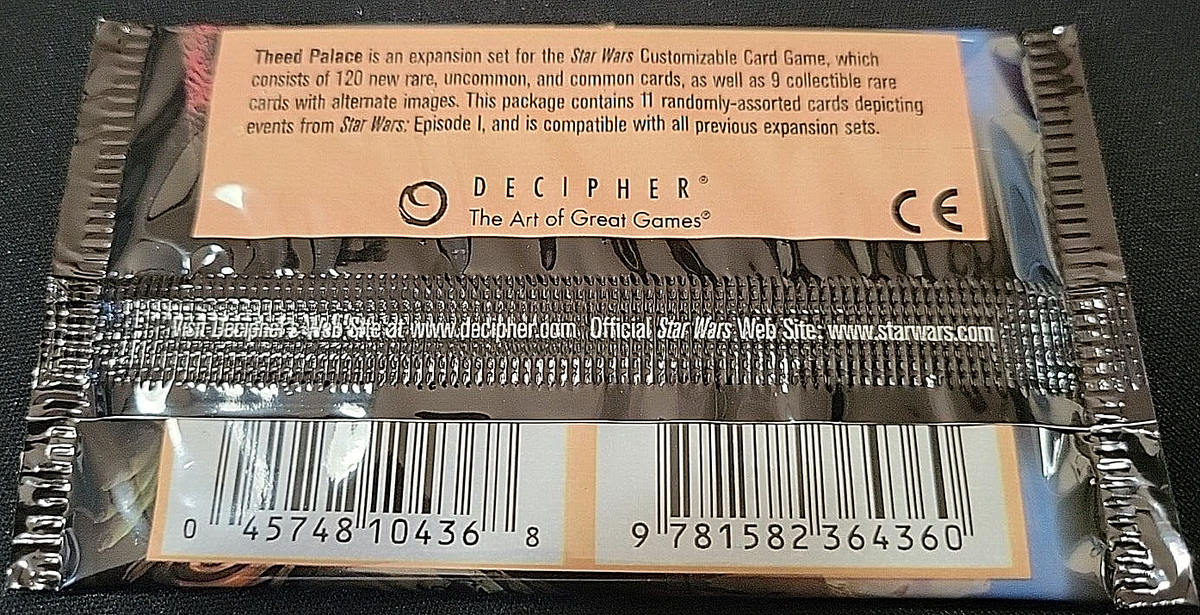 Theed Palace is an expansion set for the Star Wars Customizable Card Game, which
consists of 120 new rare, uncommon, and common cards, as well as 9 collectible rare
cards with alternate images. This package contains 11 randomly-assorted cards depicting
events from Star Wars: Episode I, and is compatible with all previous expansion sets.
DECIPHER®
The Art of Great Games®
CE
Visit Decipher's Web Site at www.decipher.com. Official Star Wars Web Site: www.starwars.com
0 45748 10436 8
9 781582 364360